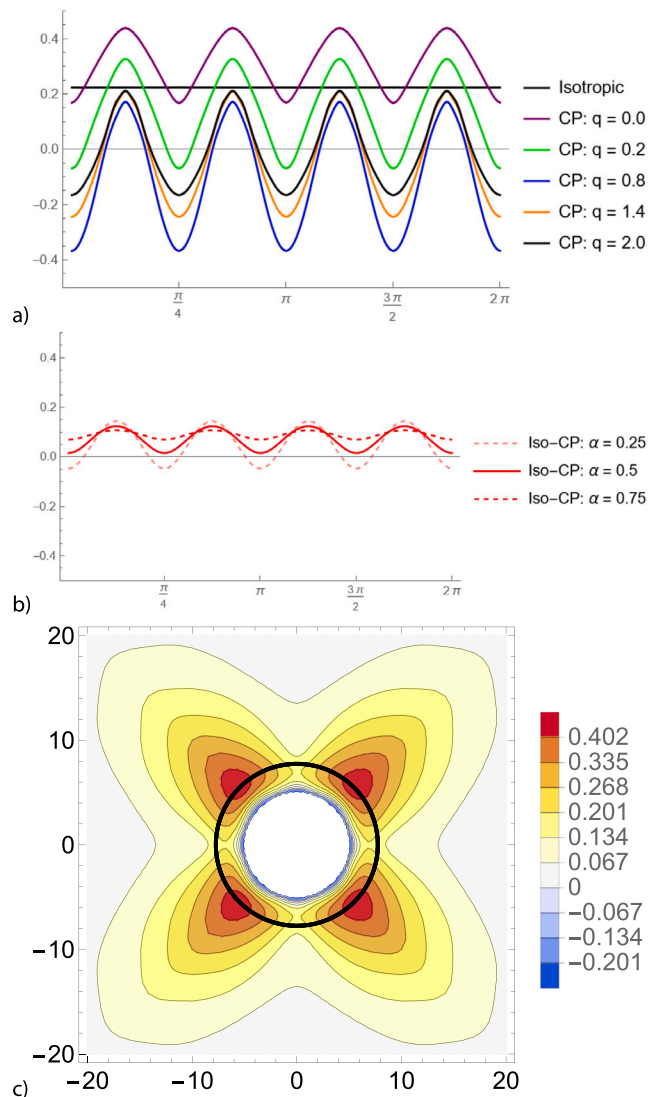 0.4
0.2
0.0
−0.2
−0.4
π/4
π
3π/2
2π
Isotropic
CP: q = 0.0
CP: q = 0.2
CP: q = 0.8
CP: q = 1.4
CP: q = 2.0
a)
0.4
0.2
0.0
−0.2
−0.4
π/4
π
3π/2
2π
Iso−CP: α = 0.25
Iso−CP: α = 0.5
Iso−CP: α = 0.75
b)
20
10
0
−10
−20
−20
−10
0
10
20
0.402
0.335
0.268
0.201
0.134
0.067
0
−0.067
−0.134
−0.201
c)